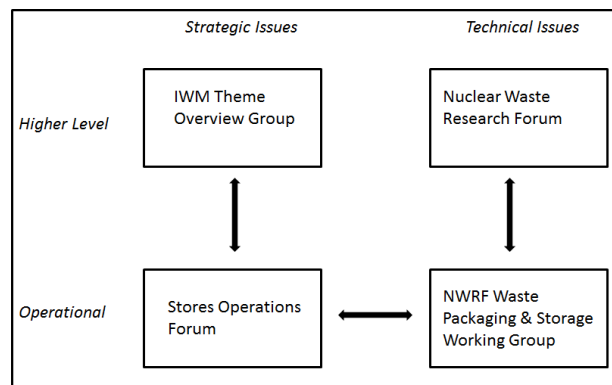 Strategic Issues
Technical Issues
Higher Level
IWM Theme
Overview Group
Nuclear Waste
Research Forum
Operational
Stores Operations
Forum
NWRF Waste
Packaging & Storage
Working Group